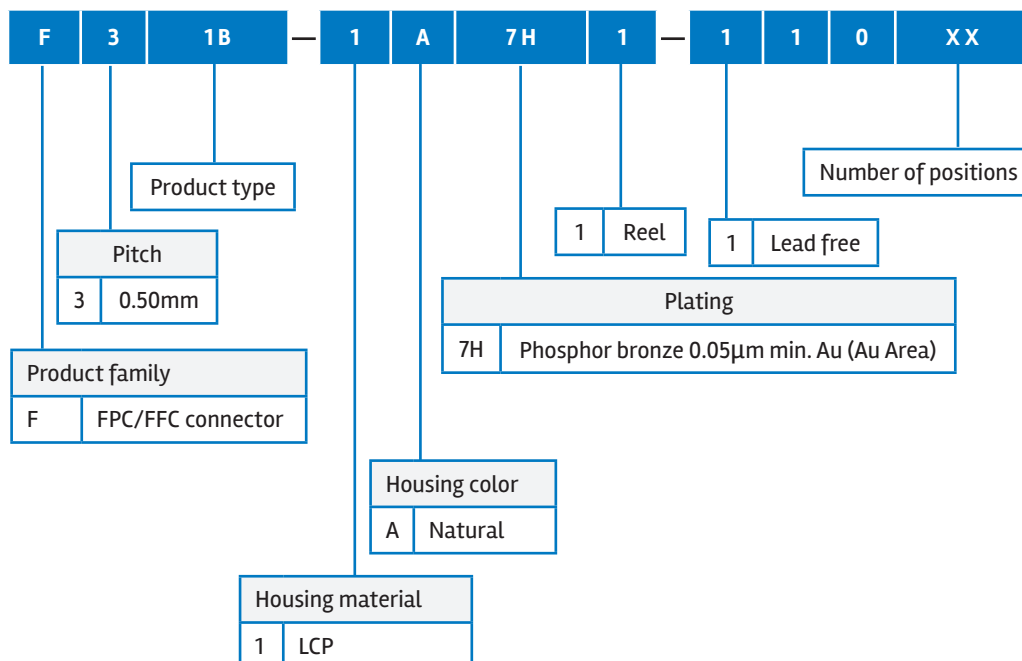 F 3 1B — 1 A 7H 1 — 1 1 0 XX
Number of positions
Product type
1 Reel
1 Lead free
Pitch
3 0.50mm
Plating
7H Phosphor bronze 0.05µm min. Au (Au Area)
Product family
F FPC/FFC connector
Housing color
A Natural
Housing material
1 LCP